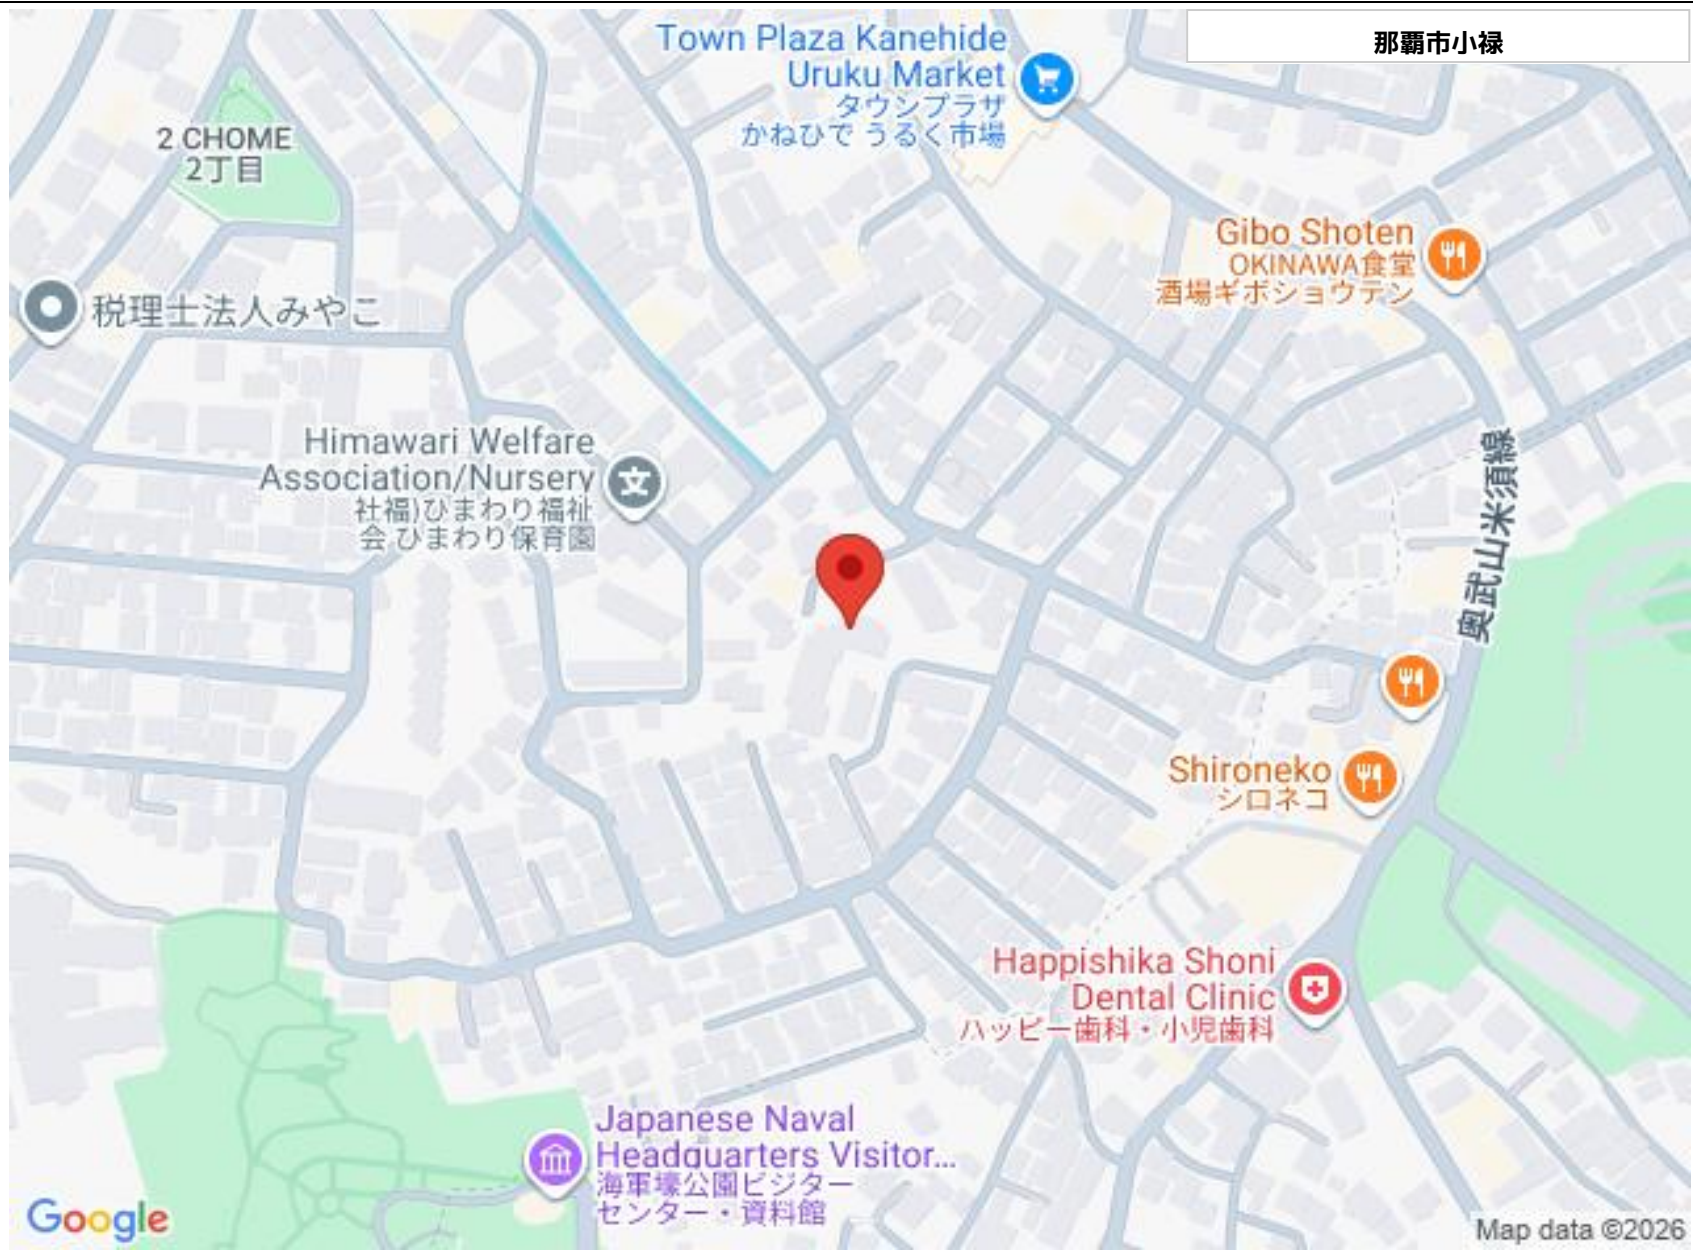 那覇市小禄
Town Plaza Kanehide
Uruku Market
タウンプラザ
かねひで うるく市場
2 CHOME
2丁目
Gibo Shoten
OKINAWA食堂
酒場ギボショウテン
税理士法人みやこ
Himawari Welfare
Association/Nursery
社福)ひまわり福祉
会 ひまわり保育園
奥武山米須線
Shironeko
シロネコ
Happishika Shoni
Dental Clinic
ハッピー歯科・小児歯科
Japanese Naval
Headquarters Visitor...
海軍壕公園ビジター
センター・資料館
Google
Map data ©2026